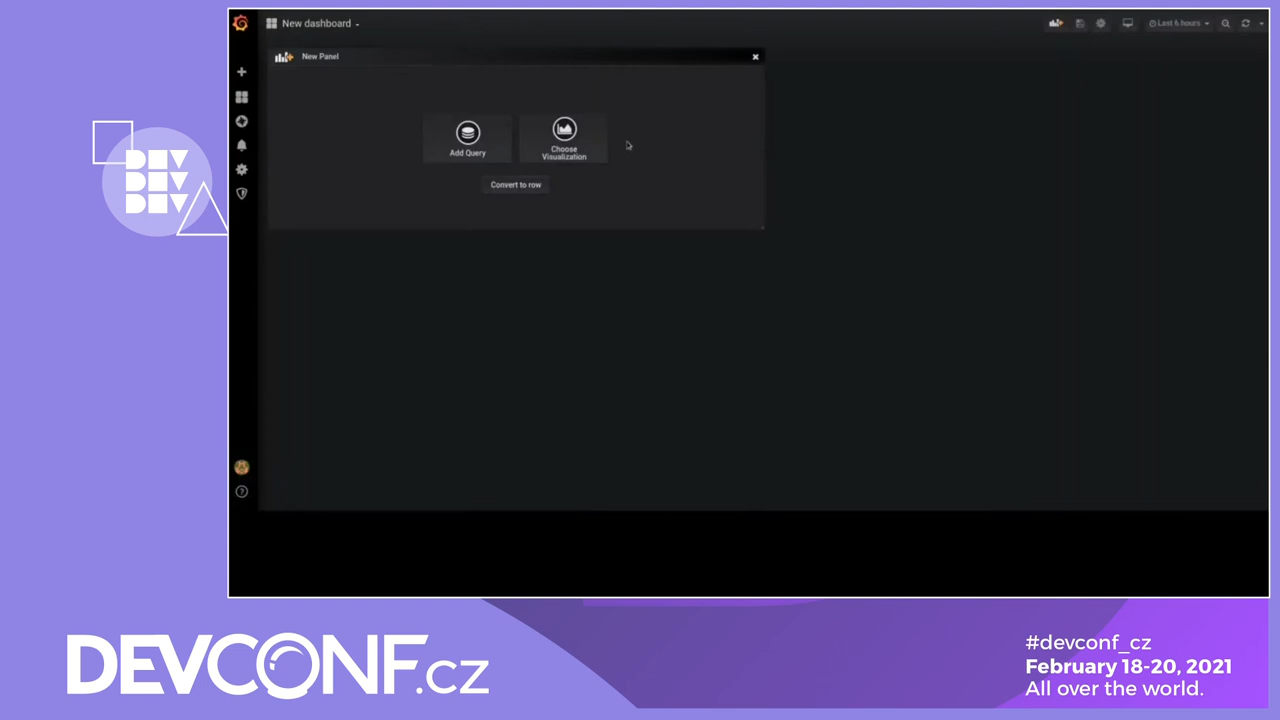 New dashboard
Last 6 hours
New Panel
Add Query
Choose
Visualization
Convert to row
DEV
DEV
DEV
DEVCONF.cz
#devconf_cz
February 18-20, 2021
All over the world.